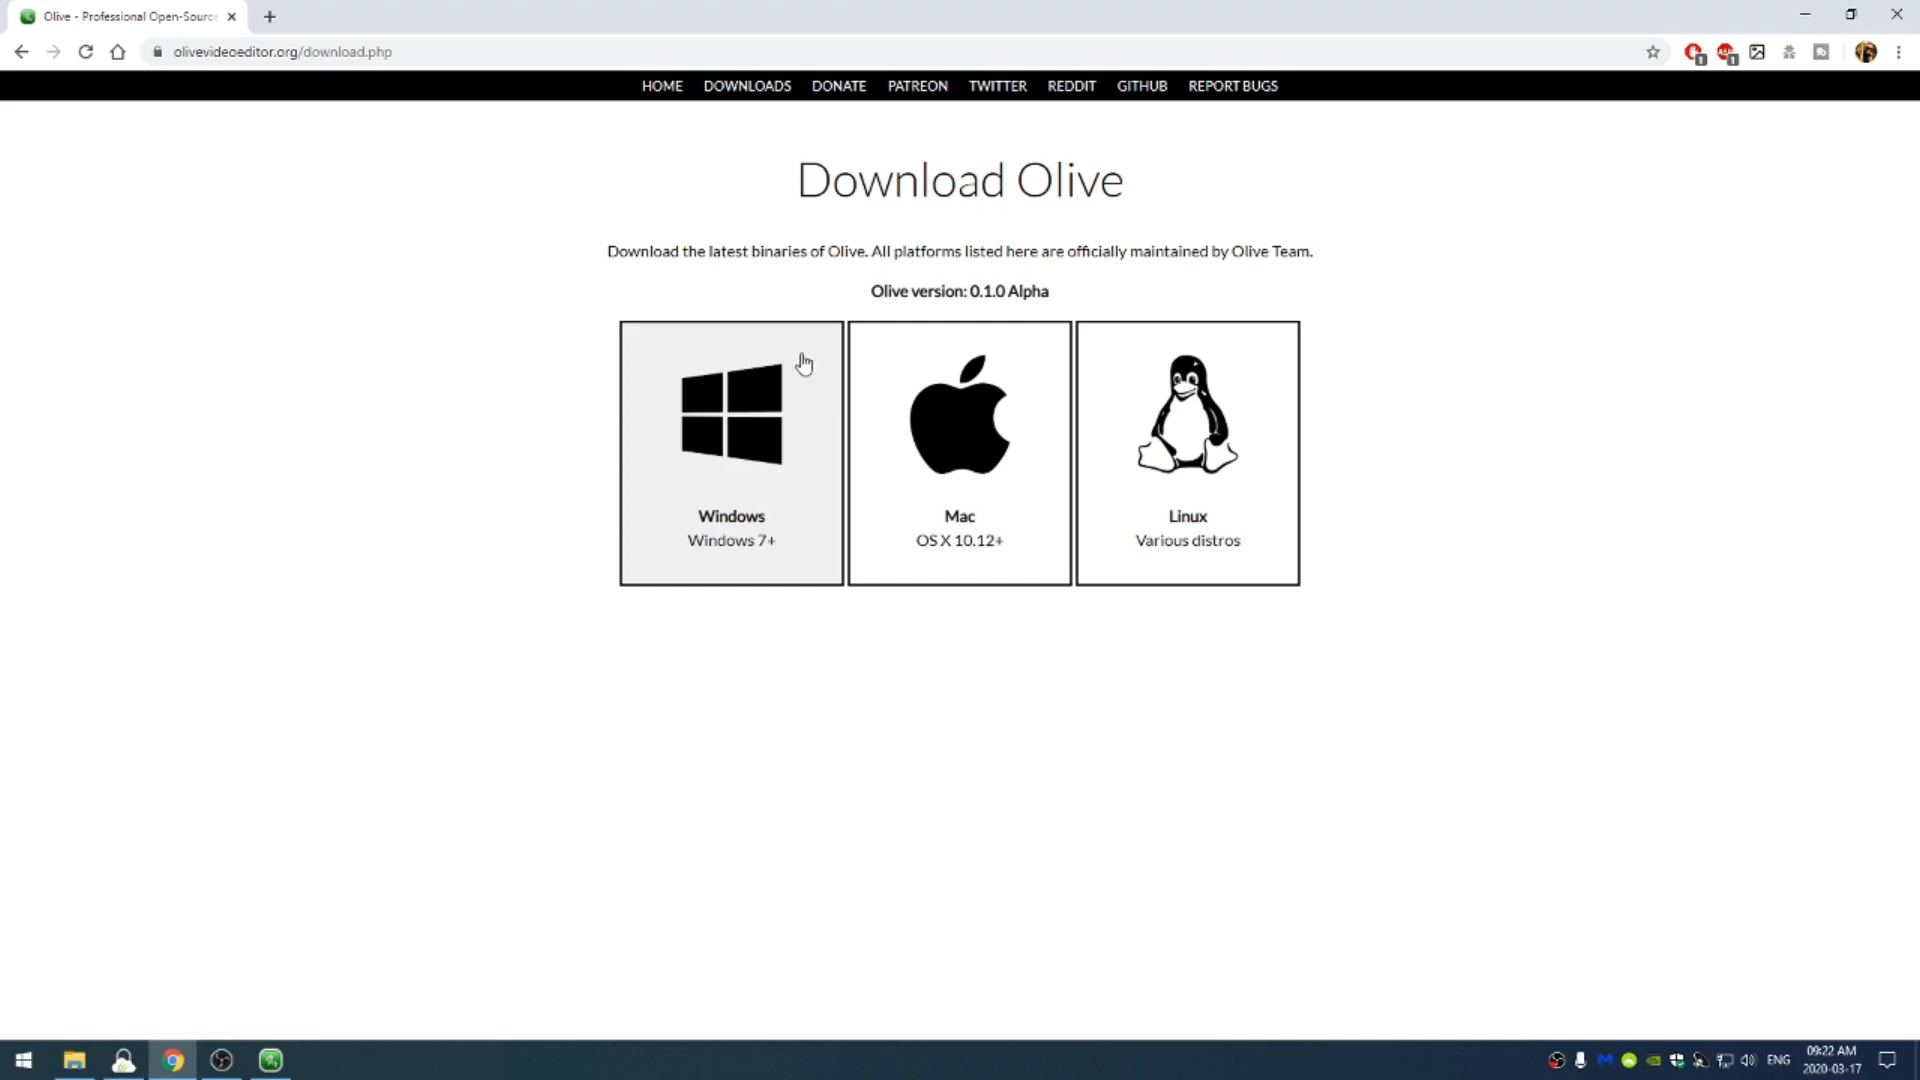 Olive - Professional Open-Source
olivevideoeditor.org/download.php
HOME DOWNLOADS DONATE PATREON TWITTER REDDIT GITHUB REPORT BUGS
Download Olive
Download the latest binaries of Olive. All platforms listed here are officially maintained by Olive Team.
Olive version: 0.1.0 Alpha
Windows
Windows 7+
Mac
OS X 10.12+
Linux
Various distros
ENG
09:22 AM
2020-03-17